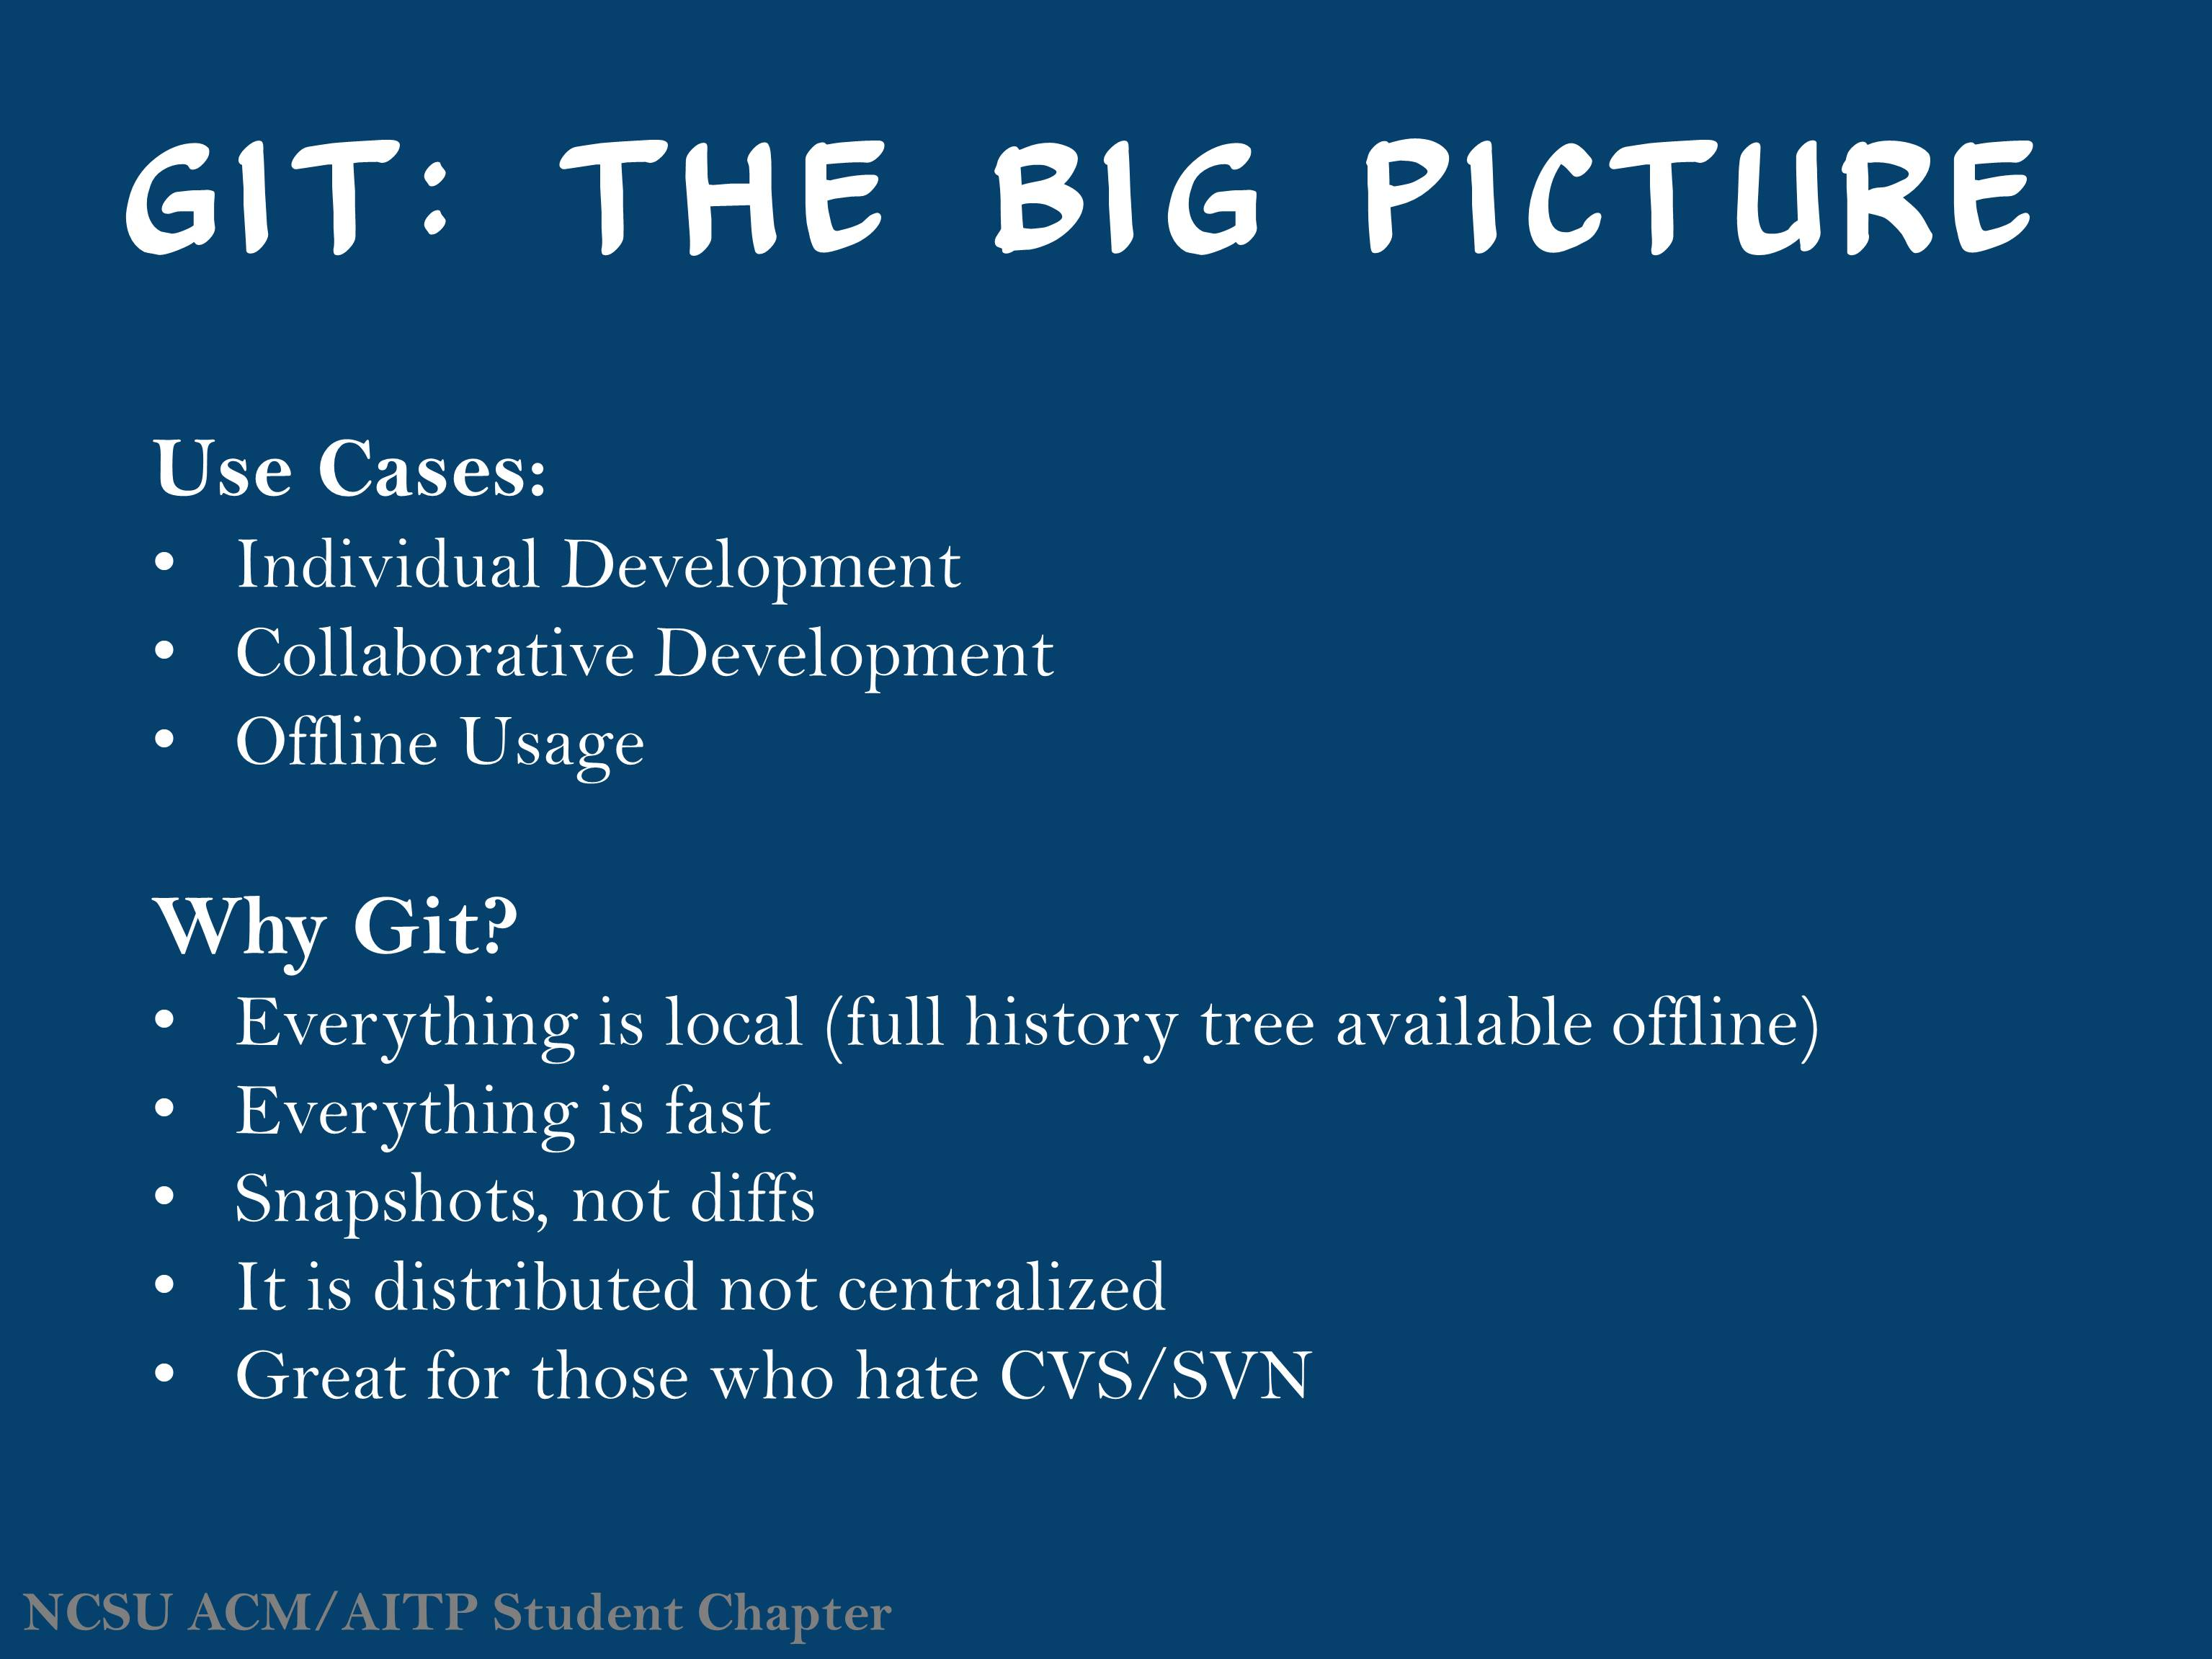 GIT: THE BIG PICTURE
Use Cases:
• Individual Development
• Collaborative Development
• Offline Usage
Why Git?
• Everything is local (full history tree available offline)
• Everything is fast
• Snapshots, not diffs
• It is distributed not centralized
• Great for those who hate CVS/SVN
NCSU ACM/AITP Student Chapter